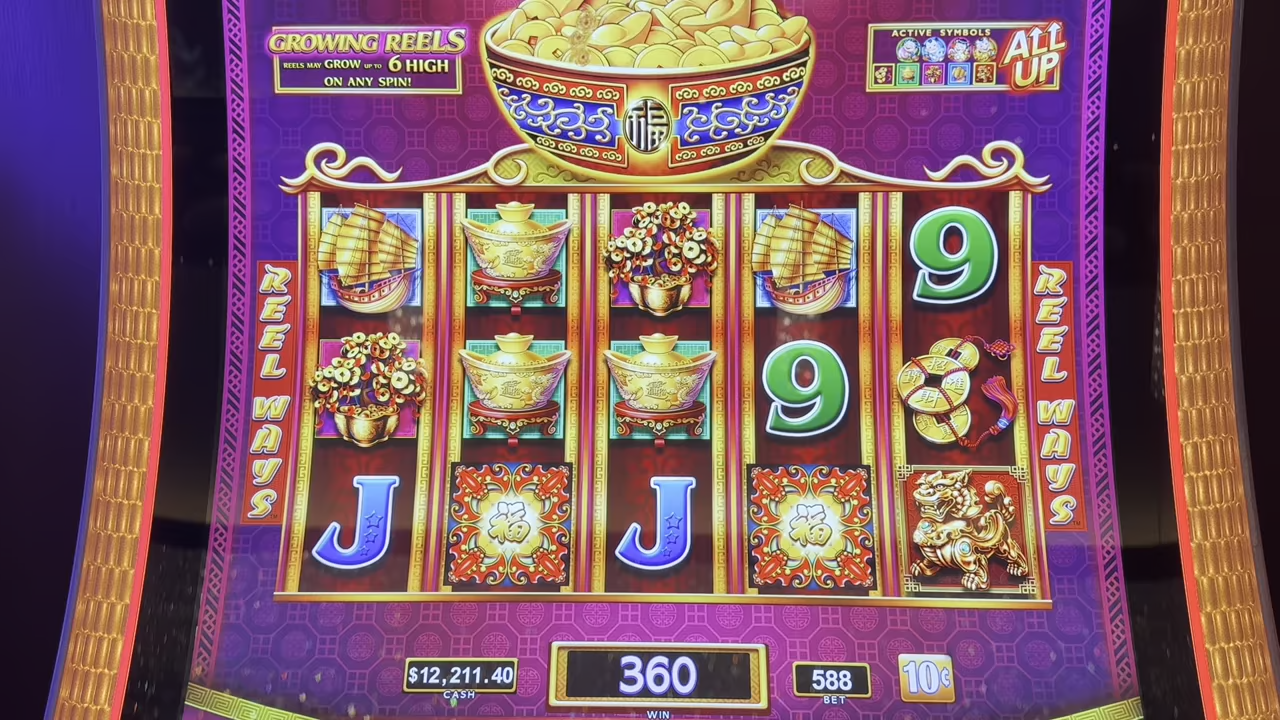 GROWING REELS
REELS MAY GROW UP TO 6 HIGH
ON ANY SPIN!
ACTIVE SYMBOLS
ALL UP
REEL WAYS
REEL WAYS
9
9
J
福
J
福
$12,211.40
CASH
360
WIN
588
BET
10¢